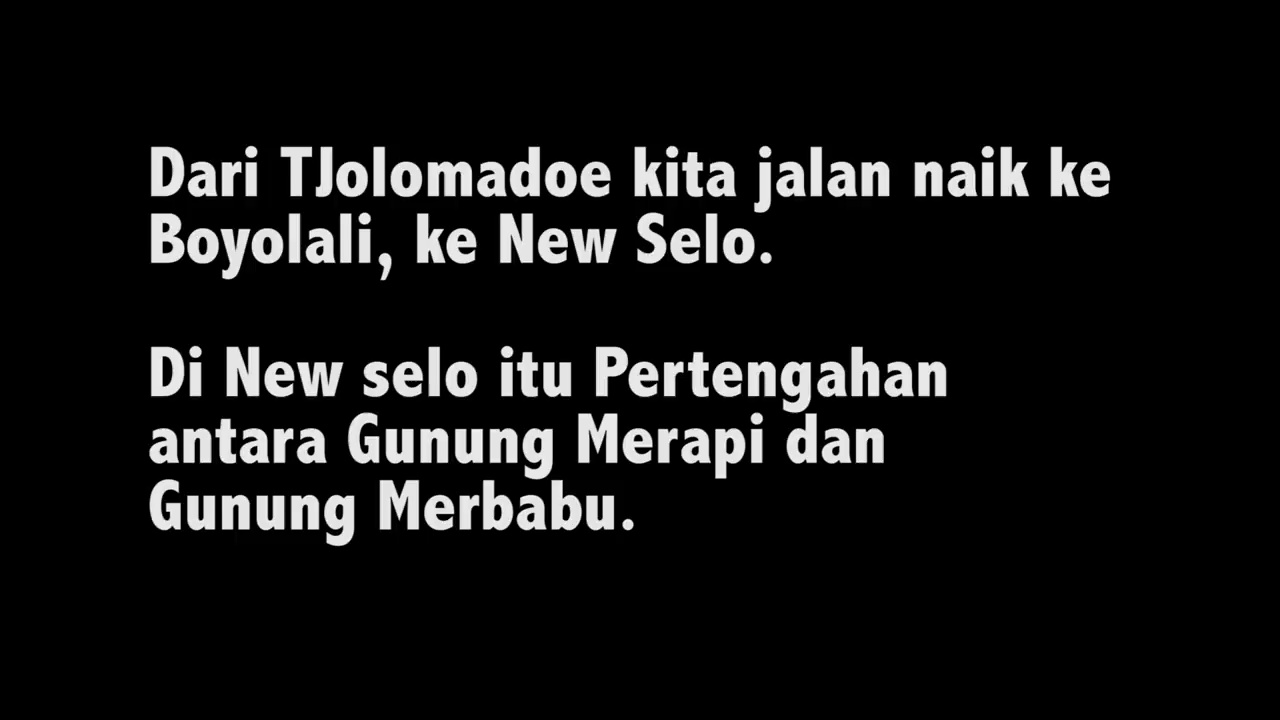 Dari TJolomadoe kita jalan naik ke
Boyolali, ke New Selo.
Di New selo itu Pertengahan
antara Gunung Merapi dan
Gunung Merbabu.